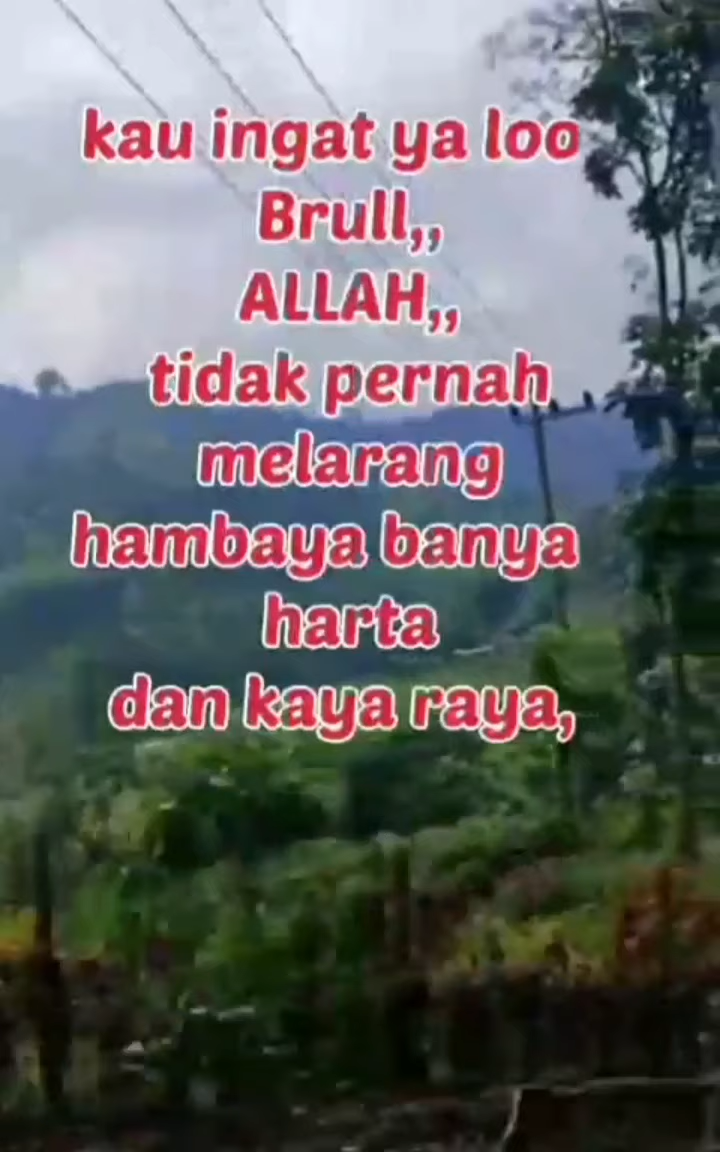 kau ingat ya loo
Brull,,
ALLAH,,
tidak pernah
melarang
hambaya banya
harta
dan kaya raya,